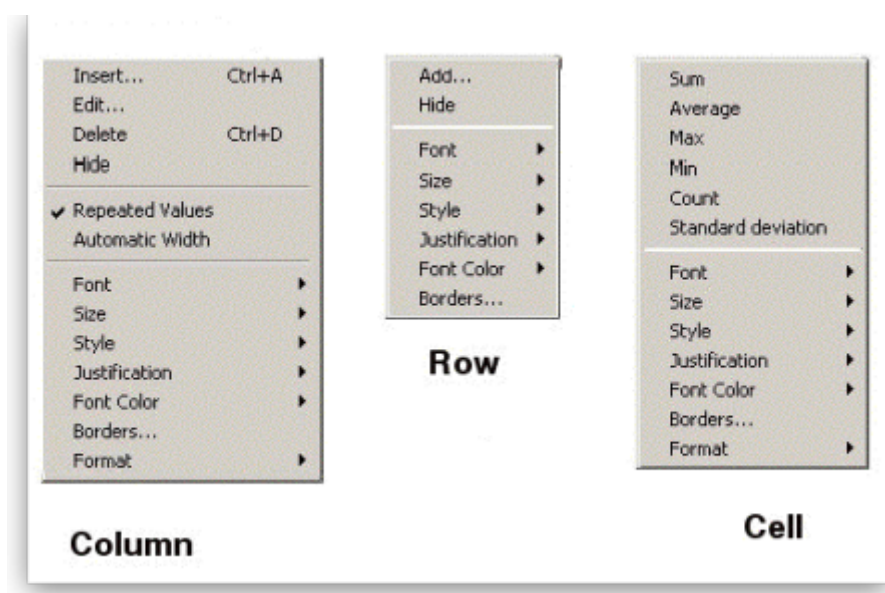 Insert... Ctrl+A
Edit...
Delete Ctrl+D
Hide
Repeated Values
Automatic Width
Font
Size
Style
Justification
Font Color
Borders...
Format
Column
Add...
Hide
Font
Size
Style
Justification
Font Color
Borders...
Row
Sum
Average
Max
Min
Count
Standard deviation
Font
Size
Style
Justification
Font Color
Borders...
Format
Cell